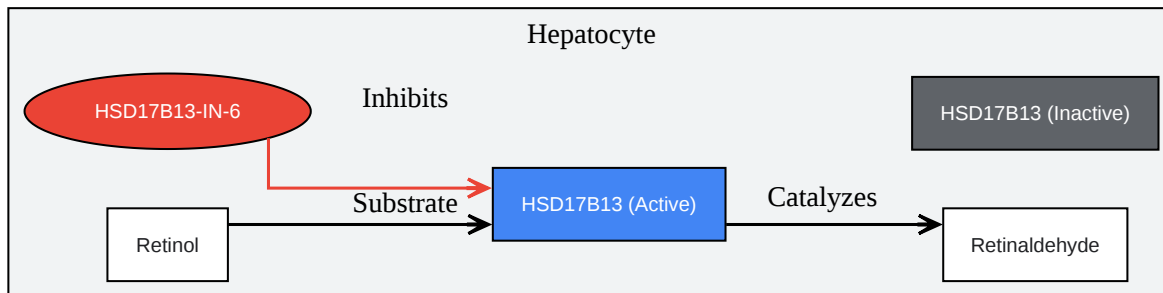 Hepatocyte
HSD17B13-IN-6
Inhibits
HSD17B13 (Inactive)
Substrate
HSD17B13 (Active)
Catalyzes
Retinol
Retinaldehyde